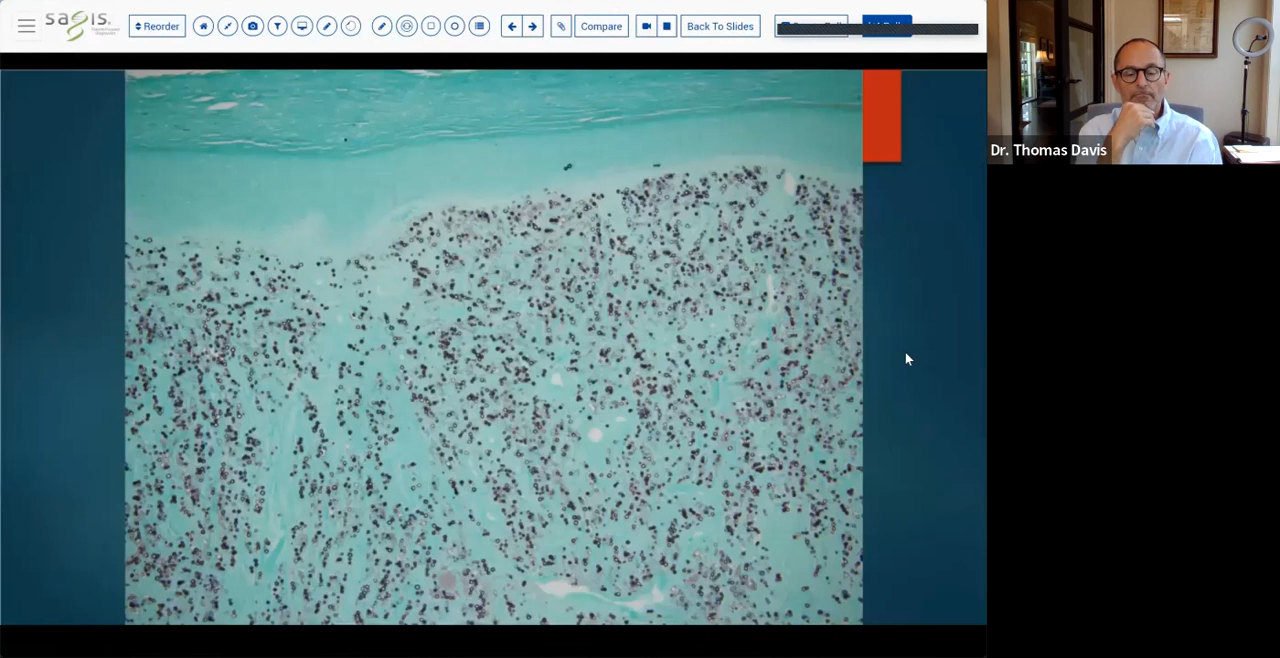 sagis.
Reorder
Compare
Back To Slides
Dr. Thomas Davis